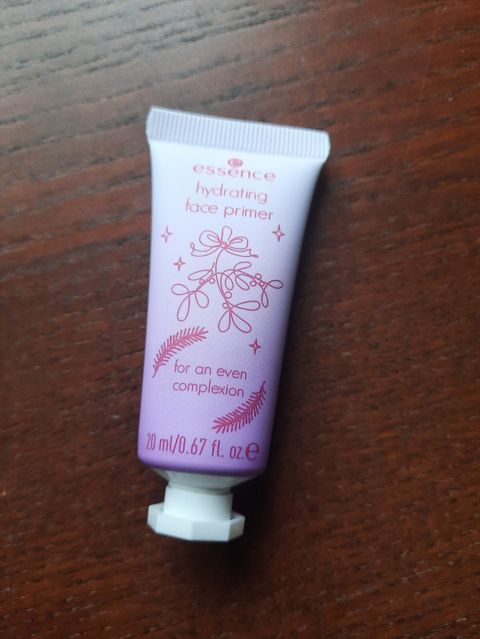 essence
hydrating
face primer
for an even
complexion
20 ml/0.67 fl. oz. ℮